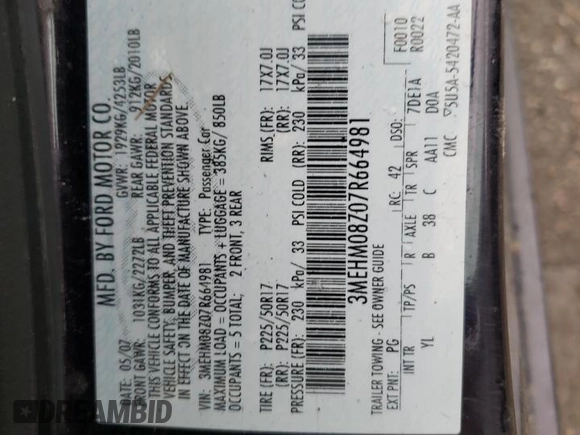 MFD. BY FORD MOTOR CO.
DATE: 05/07 GVWR: 1929KG/4253LB
FRONT GAWR: 1031KG/2272LB REAR GAWR: 912KG/2010LB
THIS VEHICLE CONFORMS TO ALL APPLICABLE FEDERAL MOTOR
VEHICLE SAFETY, BUMPER, AND THEFT PREVENTION STANDARDS
IN EFFECT ON THE DATE OF MANUFACTURE SHOWN ABOVE.
VIN: 3MEHM08Z07R664981 TYPE: Passenger Car
MAXIMUM LOAD = OCCUPANTS + LUGGAGE = 385KG/ 850LB
OCCUPANTS = 5 TOTAL: 2 FRONT, 3 REAR
TIRE (FR): P225/50R17 RIMS (FR): 17X7.0J
(RR): P225/50R17 (RR): 17X7.0J
PRESSURE (FR): 230 kPa/ 33 PSI COLD (RR): 230 kPa/ 33 PSI COLD
3MEHM08Z07R664981
TRAILER TOWING - SEE OWNER GUIDE
F0010
R0022
EXT PNT: PG RC: 42 DSO:
INT TR TP/PS R AXLE TR SPR
7DE1A
YL B 38 C AA11 D0A
CMC 5U5A-5420472-AA
DREAMBID